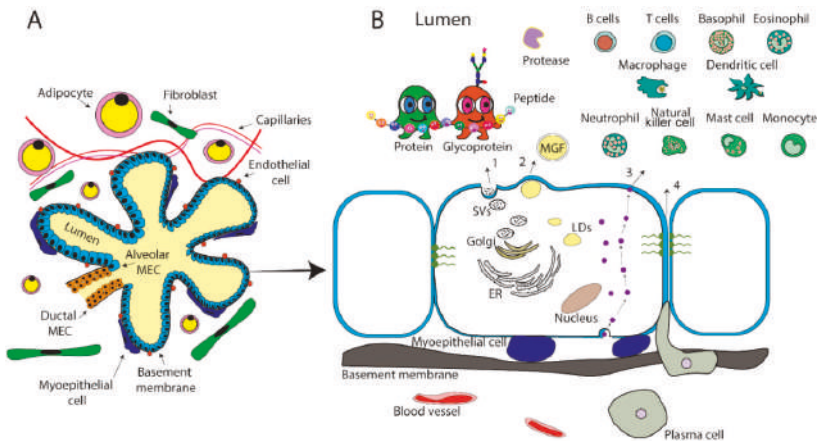 A
Adipocyte
Fibroblast
Capillaries
Endothelial
cell
Lumen
Alveolar
MEC
Ductal
MEC
Myoepithelial
cell
Basement
membrane
B
Lumen
Protease
B cells
T cells
Basophil
Eosinophil
Macrophage
Dendritic cell
Peptide
Protein
Glycoprotein
Neutrophil
Natural
killer cell
Mast cell
Monocyte
MGF
1
2
3
4
SVs
Golgi
LDs
ER
Nucleus
Myoepithelial cell
Basement membrane
Blood vessel
Plasma cell